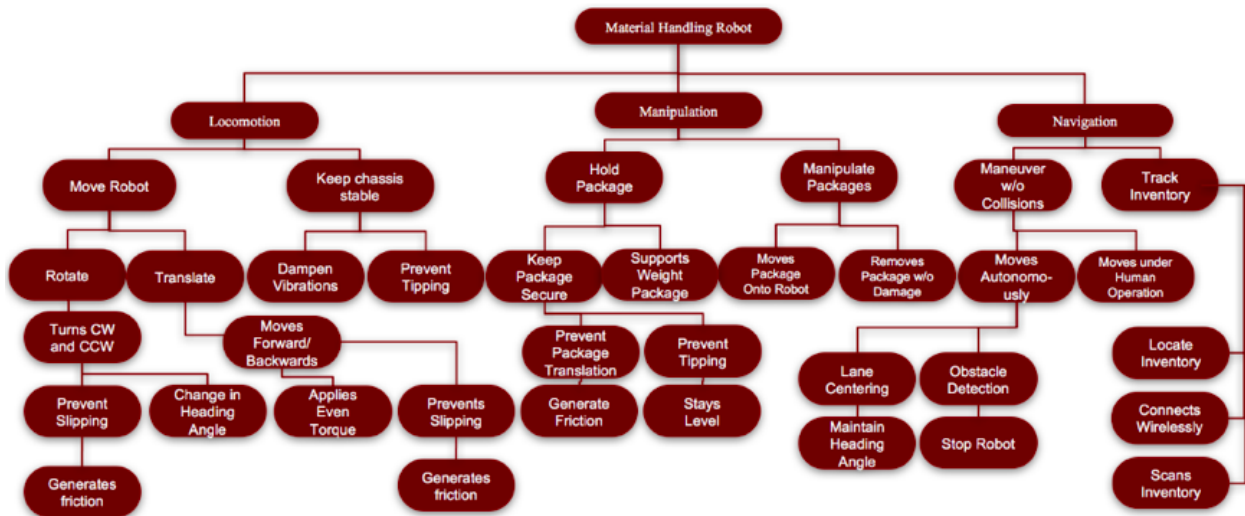 Material Handling Robot
Locomotion
Manipulation
Navigation
Move Robot
Keep chassis
stable
Hold
Package
Manipulate
Packages
Maneuver
w/o
Collisions
Track
Inventory
Rotate
Translate
Dampen
Vibrations
Prevent
Tipping
Keep
Package
Secure
Supports
Weight
Package
Moves
Package
Onto Robot
Removes
Package w/o
Damage
Moves
Autonomo-
usly
Moves under
Human
Operation
Turns CW
and CCW
Moves
Forward/
Backwards
Prevent
Package
Translation
Prevent
Tipping
Lane
Centering
Obstacle
Detection
Locate
Inventory
Prevent
Slipping
Change in
Heading
Angle
Applies
Even
Torque
Prevents
Slipping
Generate
Friction
Stays
Level
Maintain
Heading
Angle
Stop Robot
Connects
Wirelessly
Generates
friction
Generates
friction
Scans
Inventory